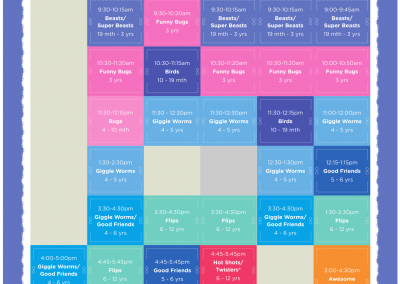 9:30-10:15am
Beasts/
Super Beasts
19 mth - 3 yrs
9:30-10:20am
Funny Bugs
3 yrs
9:30-10:15am
Beasts/
Super Beasts
19 mth - 3 yrs
9:30-10:15am
Beasts/
Super Beasts
19 mth - 3 yrs
9:00-9:45am
Beasts/
Super Beasts
19 mth - 3 yrs
10:30-11:20am
Funny Bugs
3 yrs
10:30-11:15am
Birds
10 - 19 mth
10:30-11:20am
Funny Bugs
3 yrs
10:30-11:20am
Funny Bugs
3 yrs
10:00-10:50am
Funny Bugs
3 yrs
11:30-12:15pm
Bugs
4 - 10 mth
11:30 - 12:30pm
Giggle Worms
4 - 5 yrs
11:30-12:30pm
Giggle Worms
4 - 5 yrs
11:30-12:15pm
Birds
10 - 19 mth
11:00-12:00pm
Giggle Worms
4 - 5 yrs
1:30-2:30pm
Giggle Worms
4 - 5 yrs
12:30-1:30pm
Giggle Worms
4 - 5 yrs
12:15-1:15pm
Good Friends
5 - 6 yrs
3:30-4:30pm
Giggle Worms/
Good Friends
4 - 6 yrs
3:30-4:30pm
Flips
6 - 12 yrs
3:30-4:30pm
Flips
6 - 12 yrs
3:30-4:30pm
Giggle Worms/
Good Friends
4 - 6 yrs
1:30-2:30pm
Flips
6 - 12 yrs
4:00-5:00pm
Giggle Worms/
Good Friends
4 - 6 yrs
4:45-5:45pm
Flips
6 - 12 yrs
4:45-5:45pm
Good Friends
5 - 6 yrs
4:45-5:45pm
Hot Shots/
Twisters*
6 - 12 yrs
3:00-4:30pm
Awesome